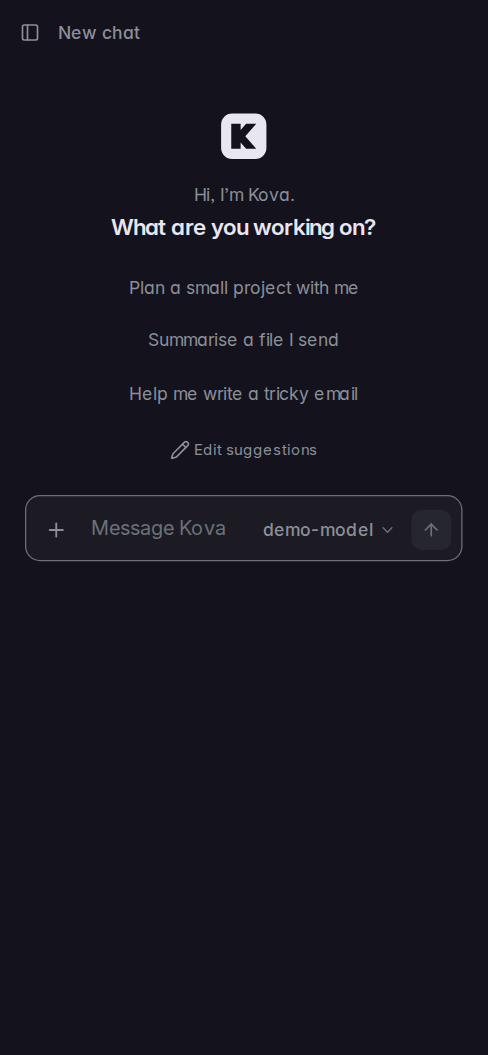 New chat
K
Hi, I’m Kova.
What are you working on?
Plan a small project with me
Summarise a file I send
Help me write a tricky email
Edit suggestions
Message Kova
demo-model